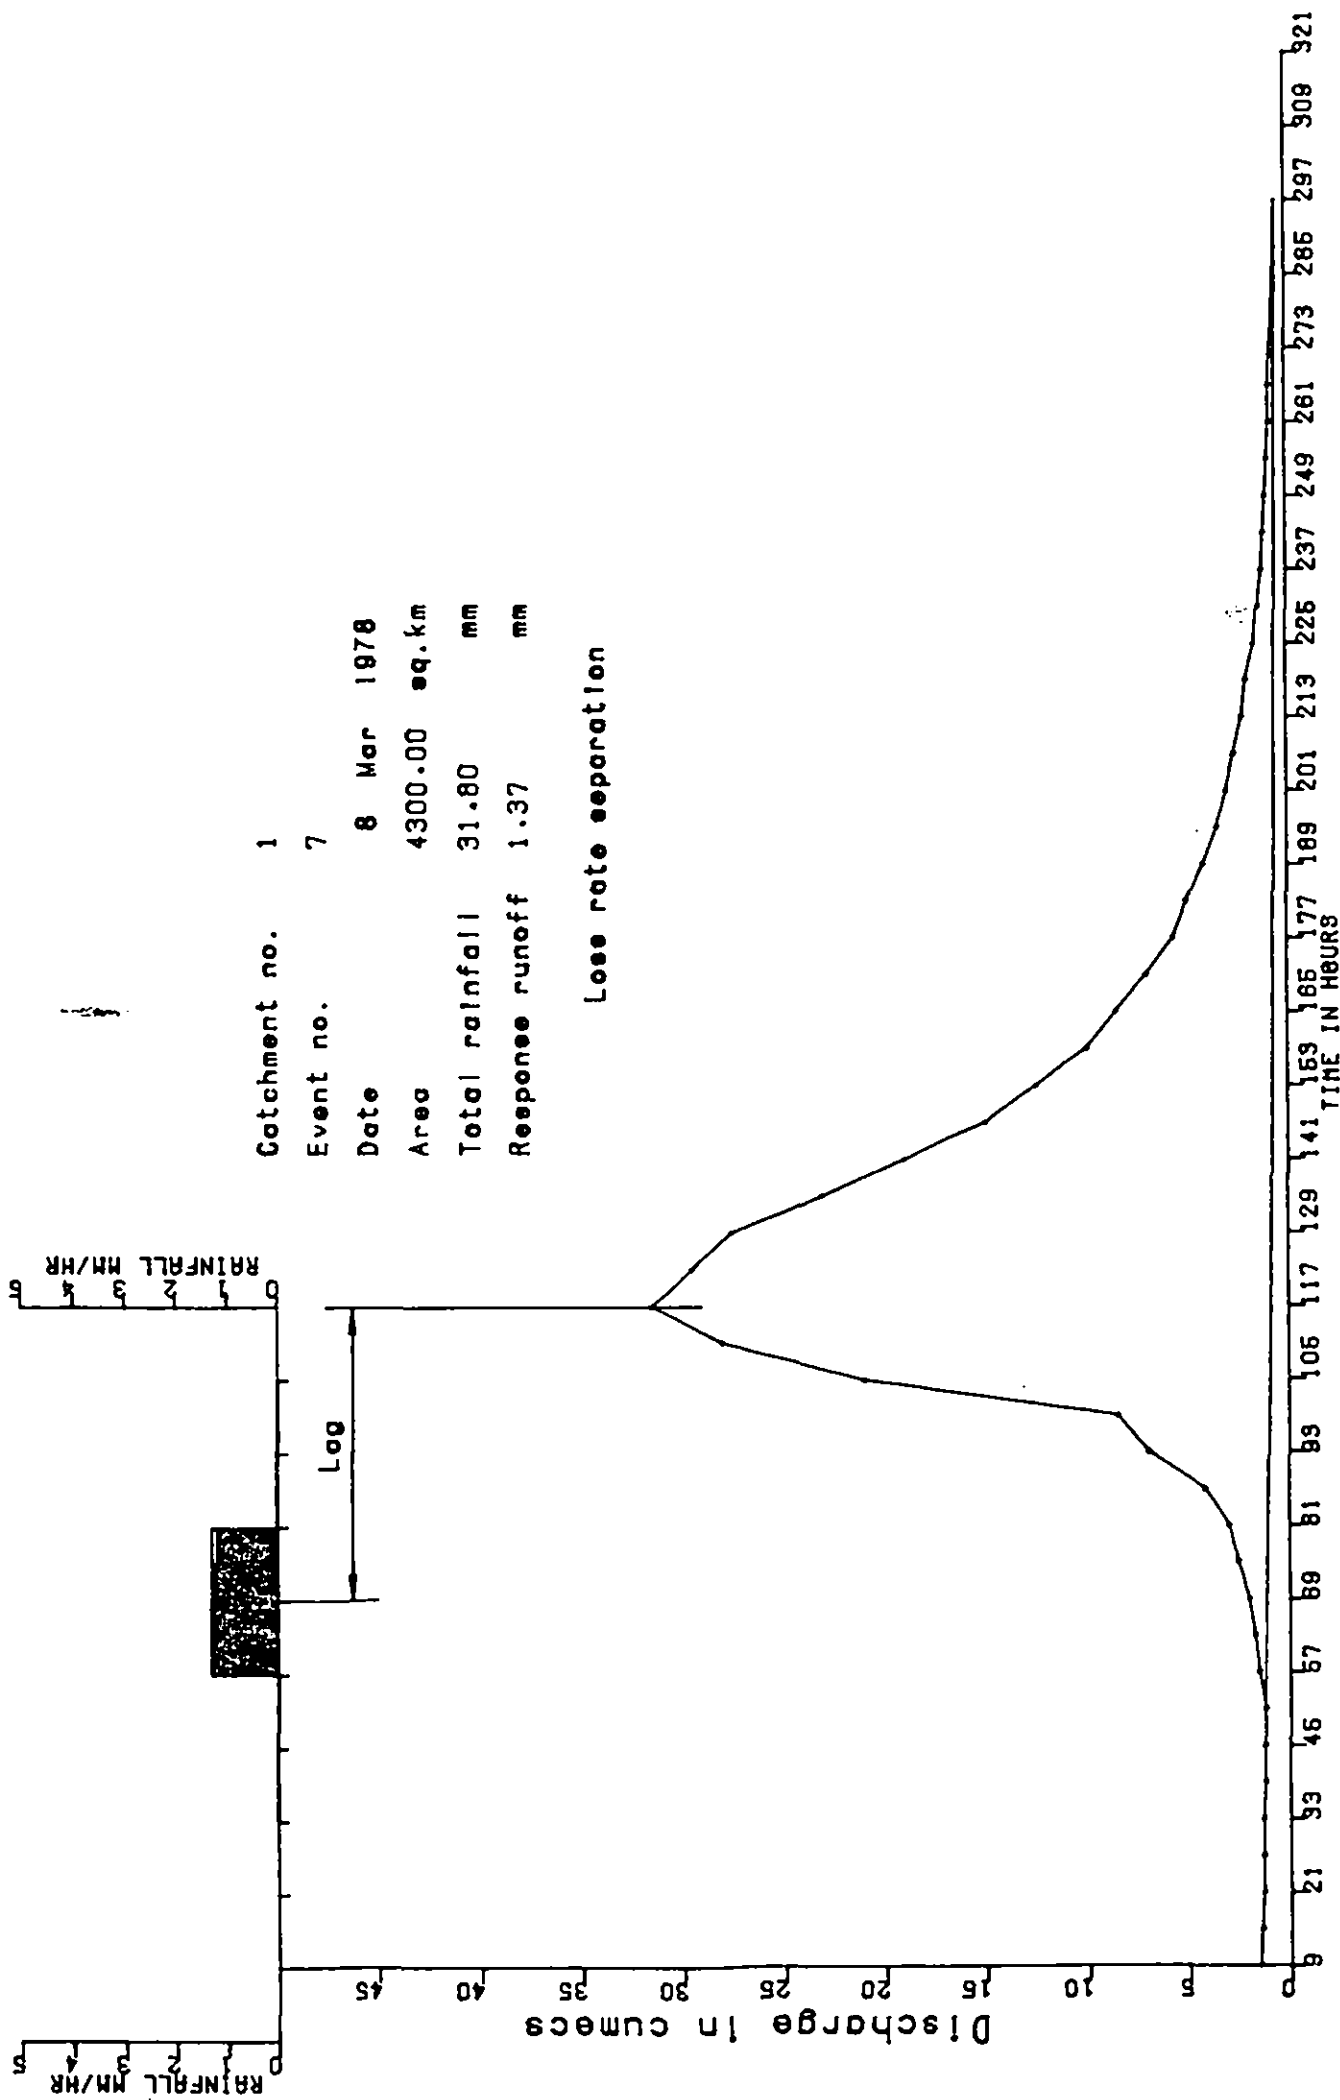 RAINFALL MM/HR
5
4
3
2
1
0
RAINFALL MM/HR
5
4
3
2
1
0
Lag
Catchment no. 1
Event no. 7
Date 8 Mar 1978
Area 4300.00 sq.km
Total rainfall 31.80 mm
Response runoff 1.37 mm
Loss rate separation
Discharge in cumecs
45
40
35
30
25
20
15
10
5
0
9 21 33 45 57 69 81 93 105 117 129 141 153 165 177 189 201 213 225 237 249 261 273 285 297 309 321
TIME IN HOURS